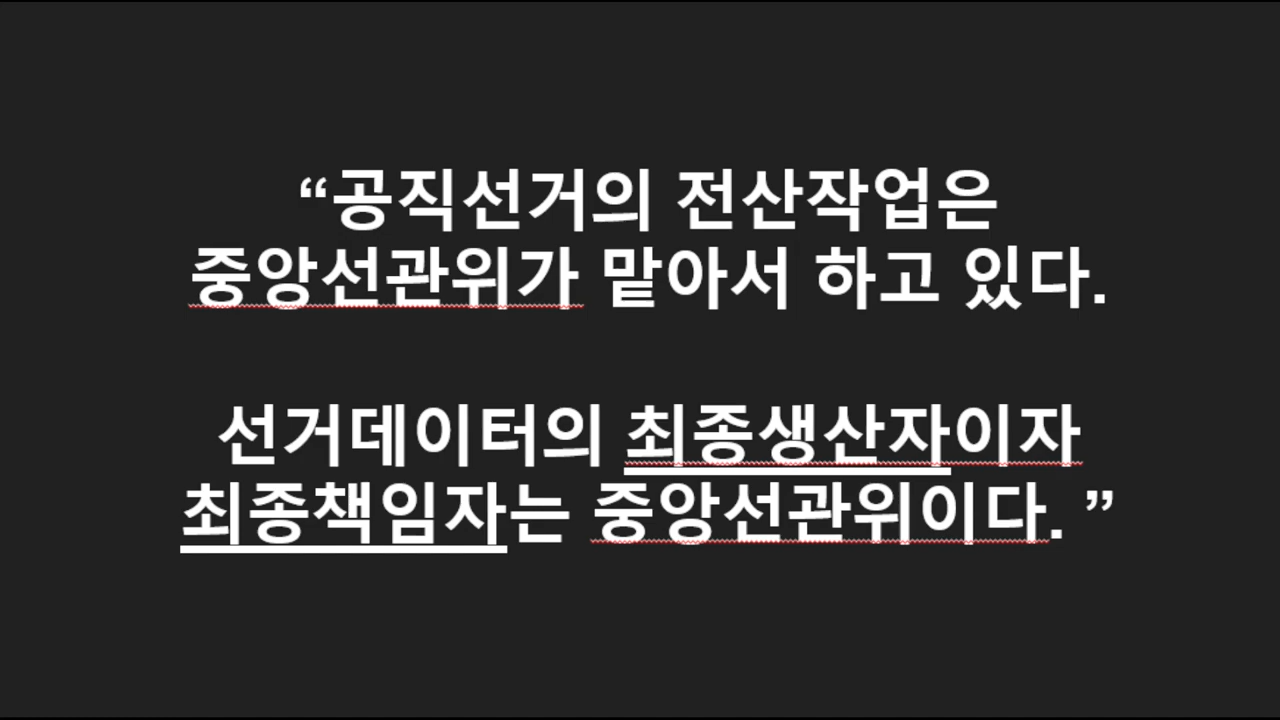 “공직선거의 전산작업은
중앙선관위가 맡아서 하고 있다.
선거데이터의 최종생산자이자
최종책임자는 중앙선관위이다. ”